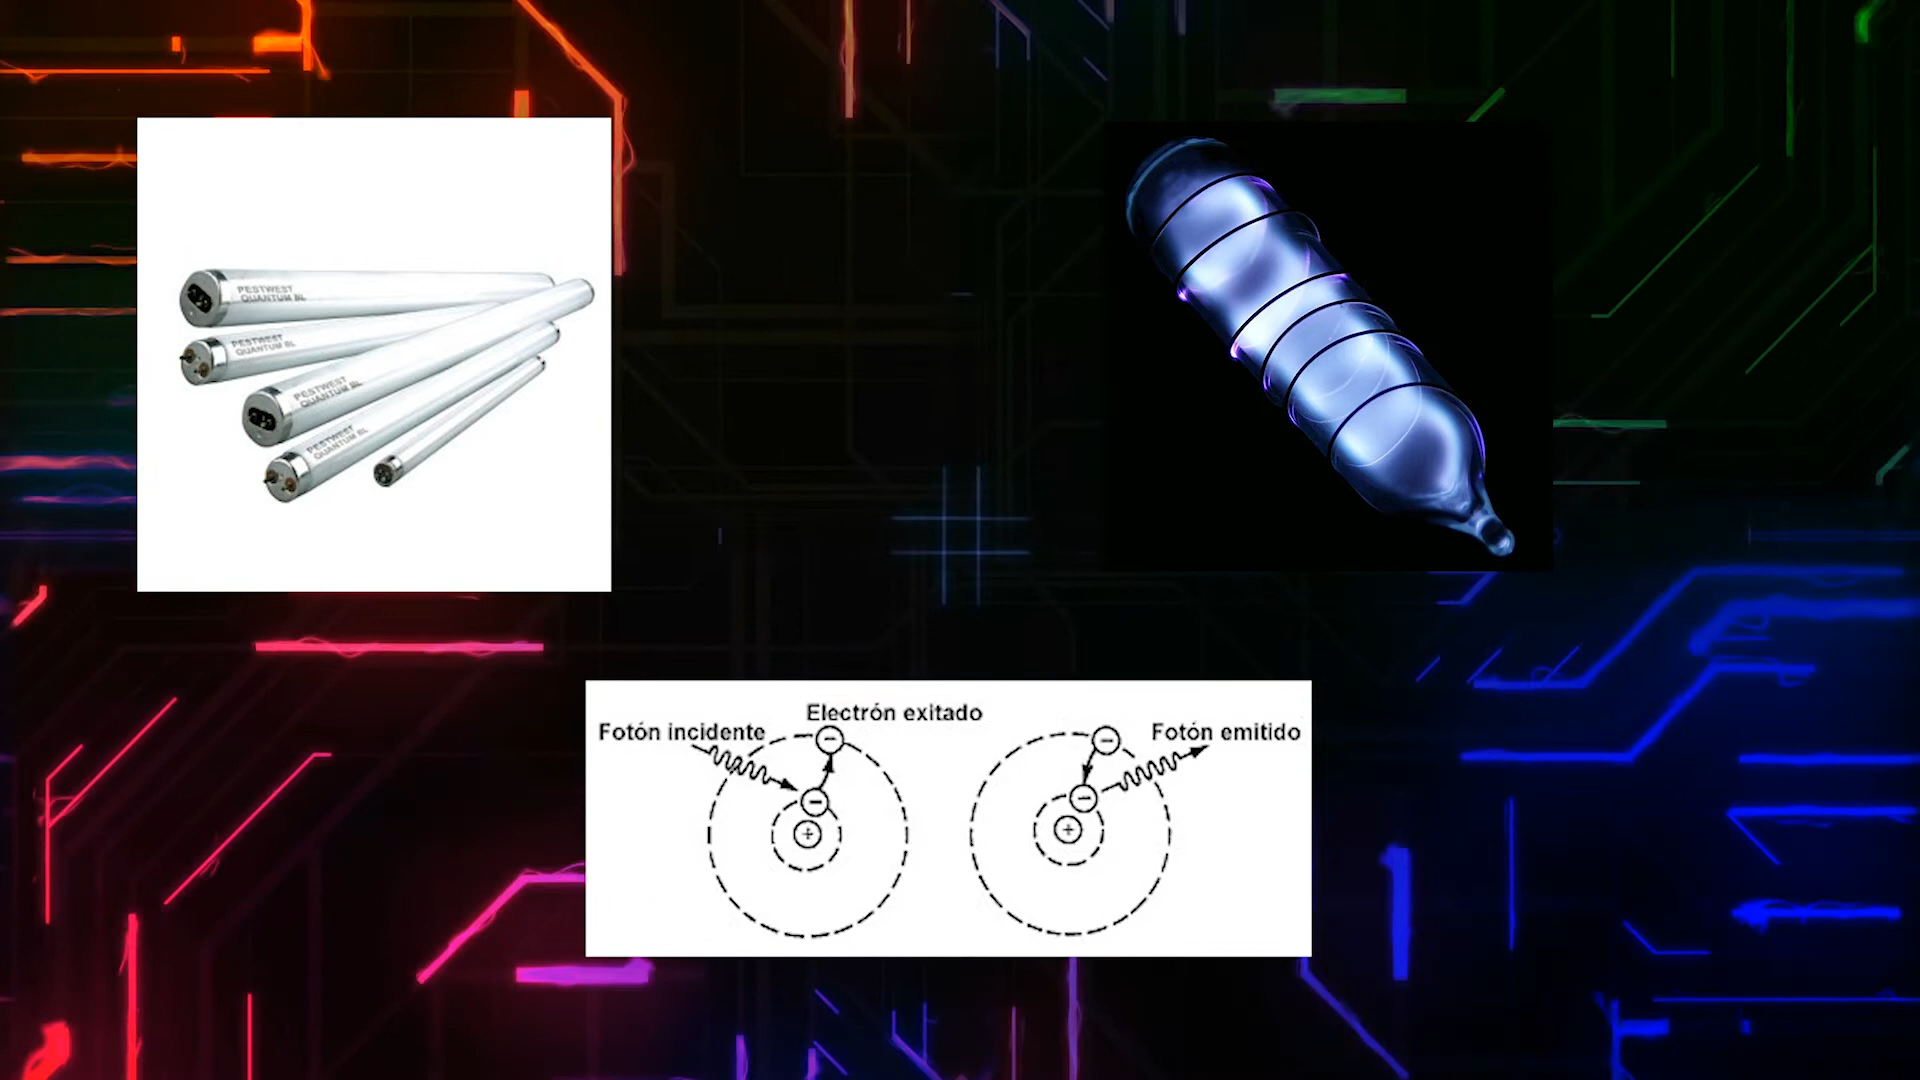 PESTWEST
QUANTUM BL
PESTWEST
QUANTUM BL
PESTWEST
QUANTUM BL
PESTWEST
QUANTUM BL
Electrón exitado
Fotón incidente
Fotón emitido